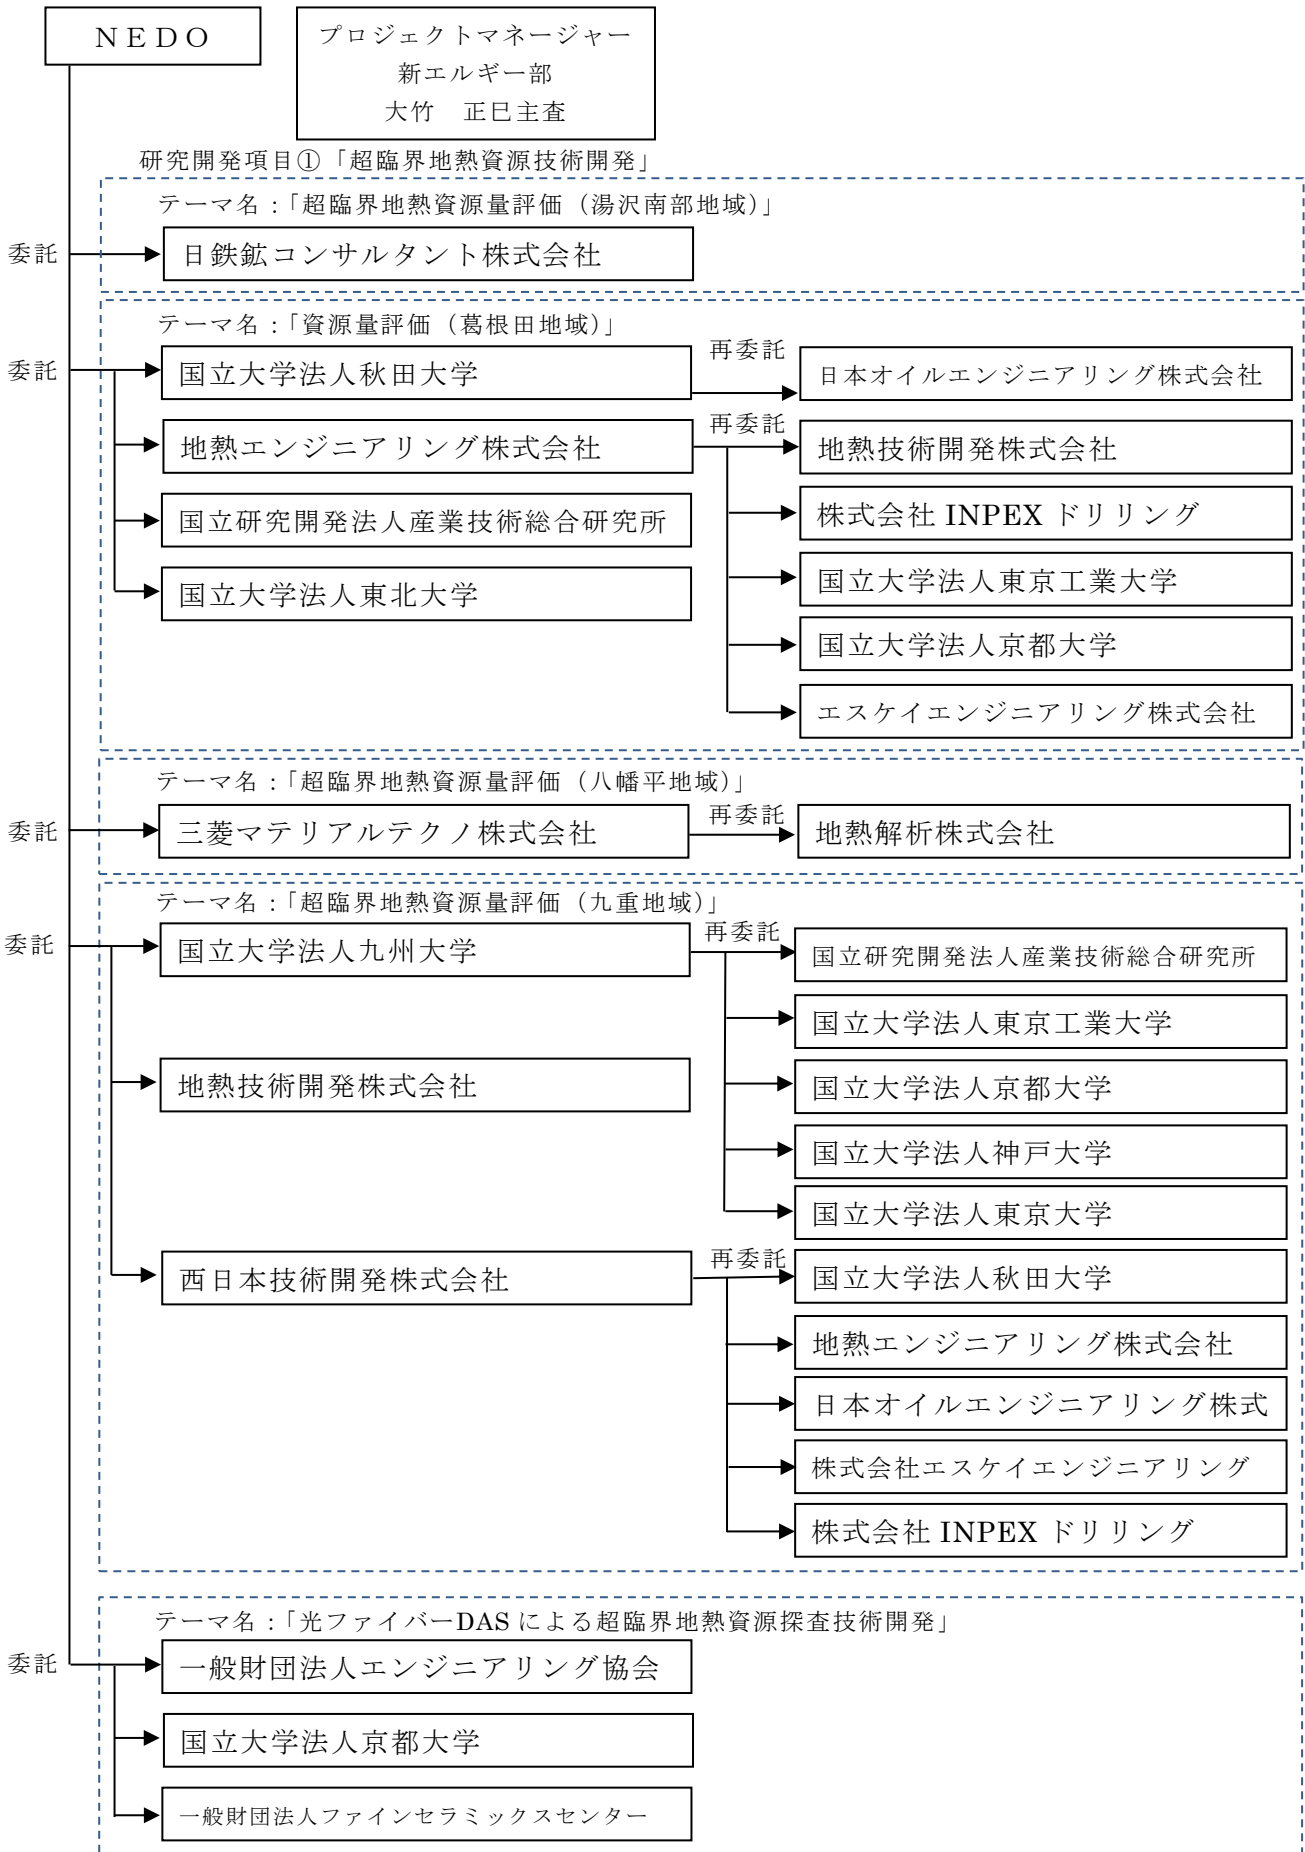 ＮＥＤＯ
プロジェクトマネージャー
新エルギー部
大竹　正巳主査
研究開発項目①「超臨界地熱資源技術開発」
テーマ名：「超臨界地熱資源量評価（湯沢南部地域）」
委託
日鉄鉱コンサルタント株式会社
テーマ名：「資源量評価（葛根田地域）」
委託
国立大学法人秋田大学
再委託
日本オイルエンジニアリング株式会社
地熱エンジニアリング株式会社
再委託
地熱技術開発株式会社
国立研究開発法人産業技術総合研究所
株式会社 INPEX ドリリング
国立大学法人東北大学
国立大学法人東京工業大学
国立大学法人京都大学
エスケイエンジニアリング株式会社
テーマ名：「超臨界地熱資源量評価（八幡平地域）」
委託
三菱マテリアルテクノ株式会社
再委託
地熱解析株式会社
テーマ名：「超臨界地熱資源量評価（九重地域）」
委託
国立大学法人九州大学
再委託
国立研究開発法人産業技術総合研究所
国立大学法人東京工業大学
地熱技術開発株式会社
国立大学法人京都大学
国立大学法人神戸大学
国立大学法人東京大学
西日本技術開発株式会社
再委託
国立大学法人秋田大学
地熱エンジニアリング株式会社
日本オイルエンジニアリング株式
株式会社エスケイエンジニアリング
株式会社 INPEX ドリリング
テーマ名：「光ファイバーDAS による超臨界地熱資源探査技術開発」
委託
一般財団法人エンジニアリング協会
国立大学法人京都大学
一般財団法人ファインセラミックスセンター